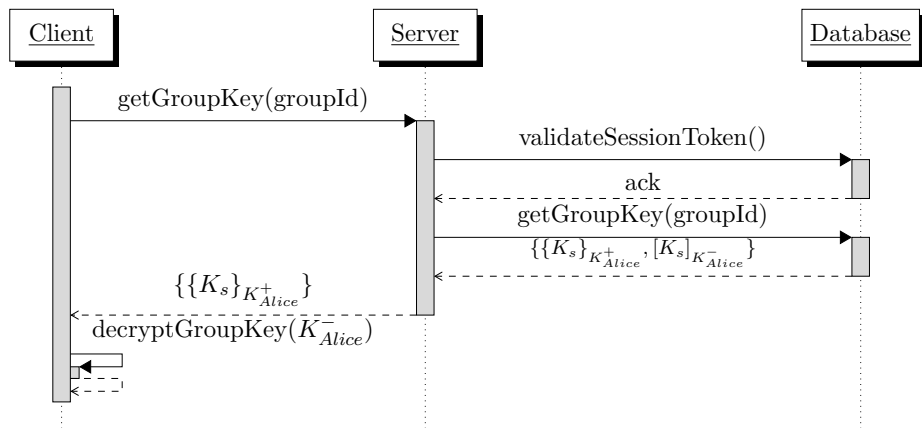 Client
Server
Database
getGroupKey(groupId)
validateSessionToken()
ack
getGroupKey(groupId)
{{K_s}_{K^+_{Alice}}, [K_s]_{K^-_{Alice}}}
{{K_s}_{K^+_{Alice}}}
decryptGroupKey(K^-_{Alice})